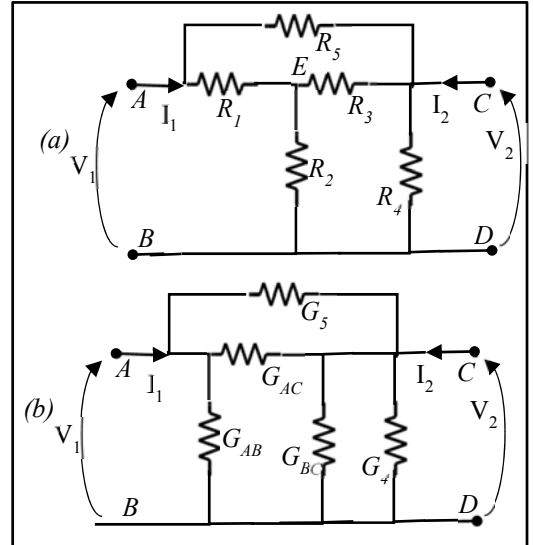 R5
E
A I1 R1 R3 I2 C
(a) V1 R2 R4 V2
B D
G5
A I1 GAC I2 C
(b) V1 GAB GBC G4 V2
B D